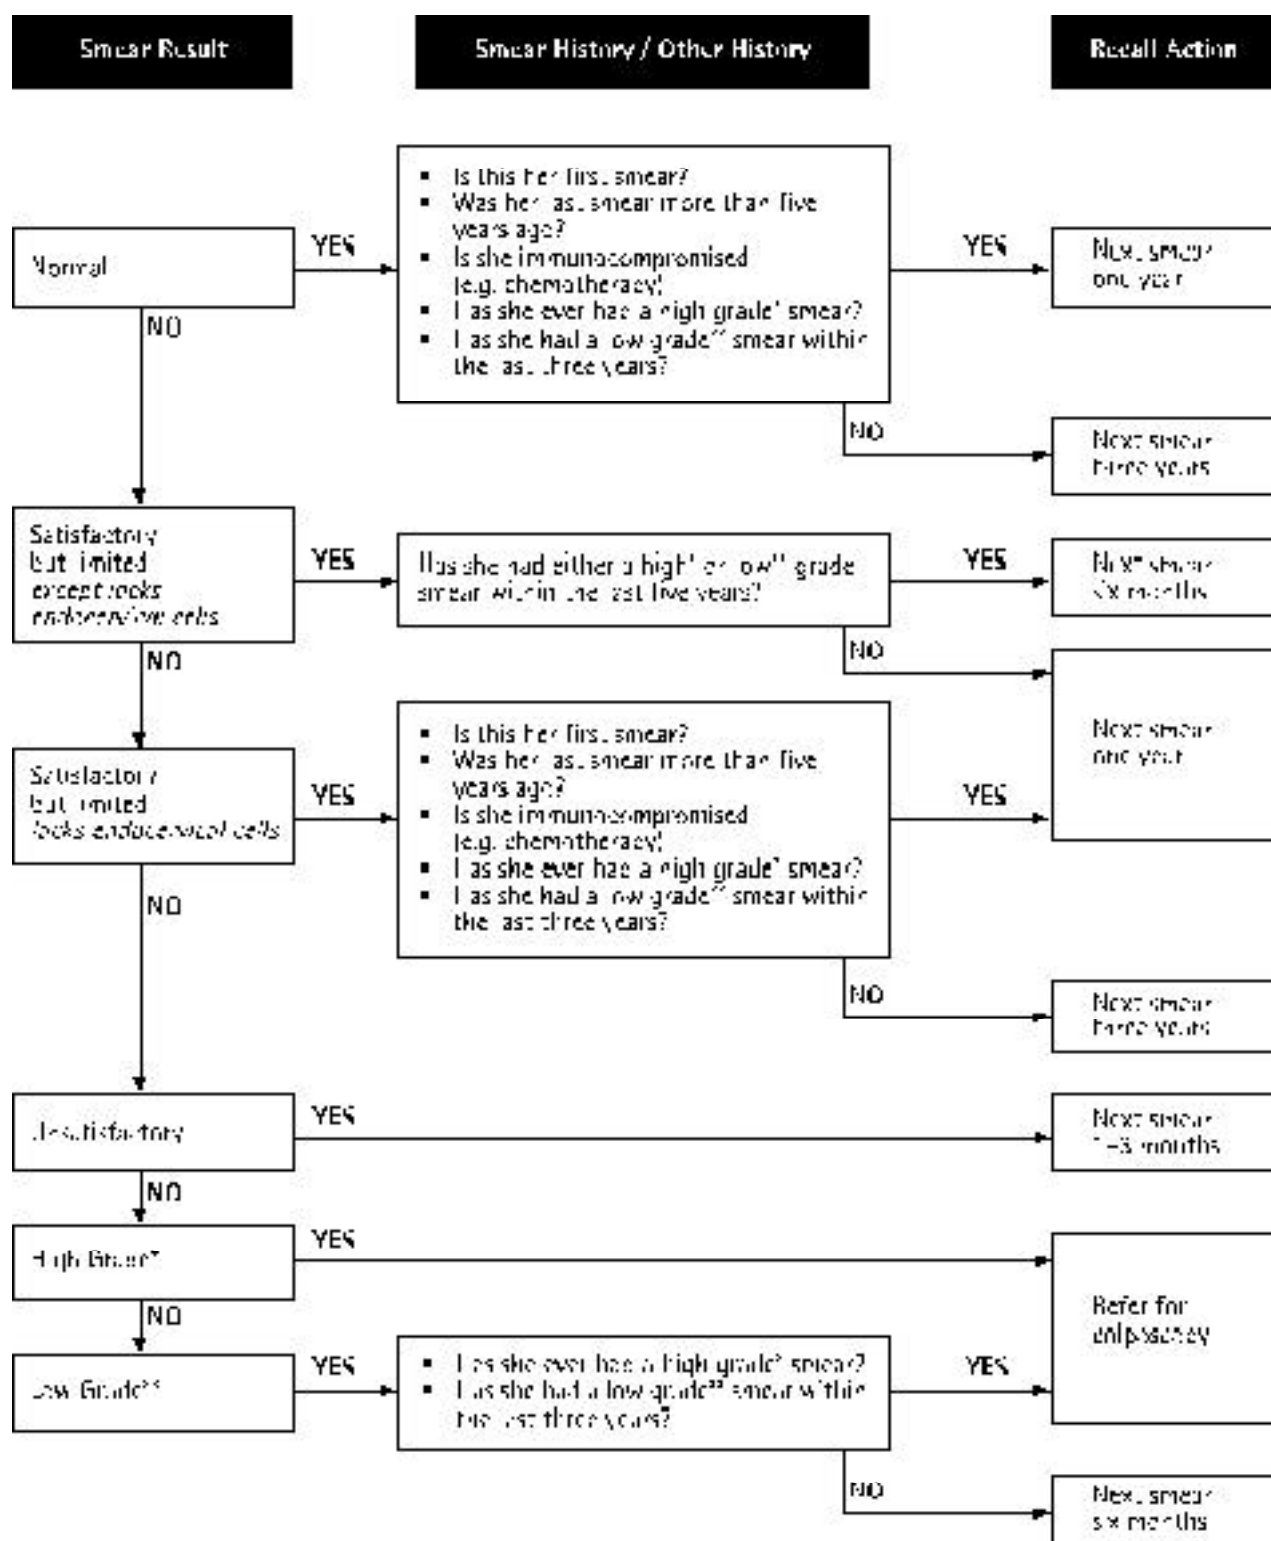 Smear Result
Smear History / Other History
Recall Action
Normal
YES
NO
▪ Is this her first smear?
▪ Was her last smear more than five
years ago?
▪ Is she immunocompromised
(e.g. chemotherapy)
▪ Has she ever had a high grade* smear?
▪ Has she had a low grade** smear within
the last three years?
YES
Next smear
one year
NO
Next smear
three years
Satisfactory
but limited
except lacks
endocervical cells
YES
NO
Has she had either a high* or low** grade
smear within the last five years?
YES
Next smear
six months
NO
Next smear
one year
Satisfactory
but limited
lacks endocervical cells
YES
NO
▪ Is this her first smear?
▪ Was her last smear more than five
years ago?
▪ Is she immunocompromised
(e.g. chemotherapy)
▪ Has she ever had a high grade* smear?
▪ Has she had a low grade** smear within
the last three years?
YES
NO
Next smear
three years
Unsatisfactory
YES
NO
Next smear
1–3 months
High Grade*
YES
NO
Refer for
colposcopy
Low Grade**
YES
▪ Has she ever had a high grade* smear?
▪ Has she had a low grade** smear within
the last three years?
YES
NO
Next smear
six months